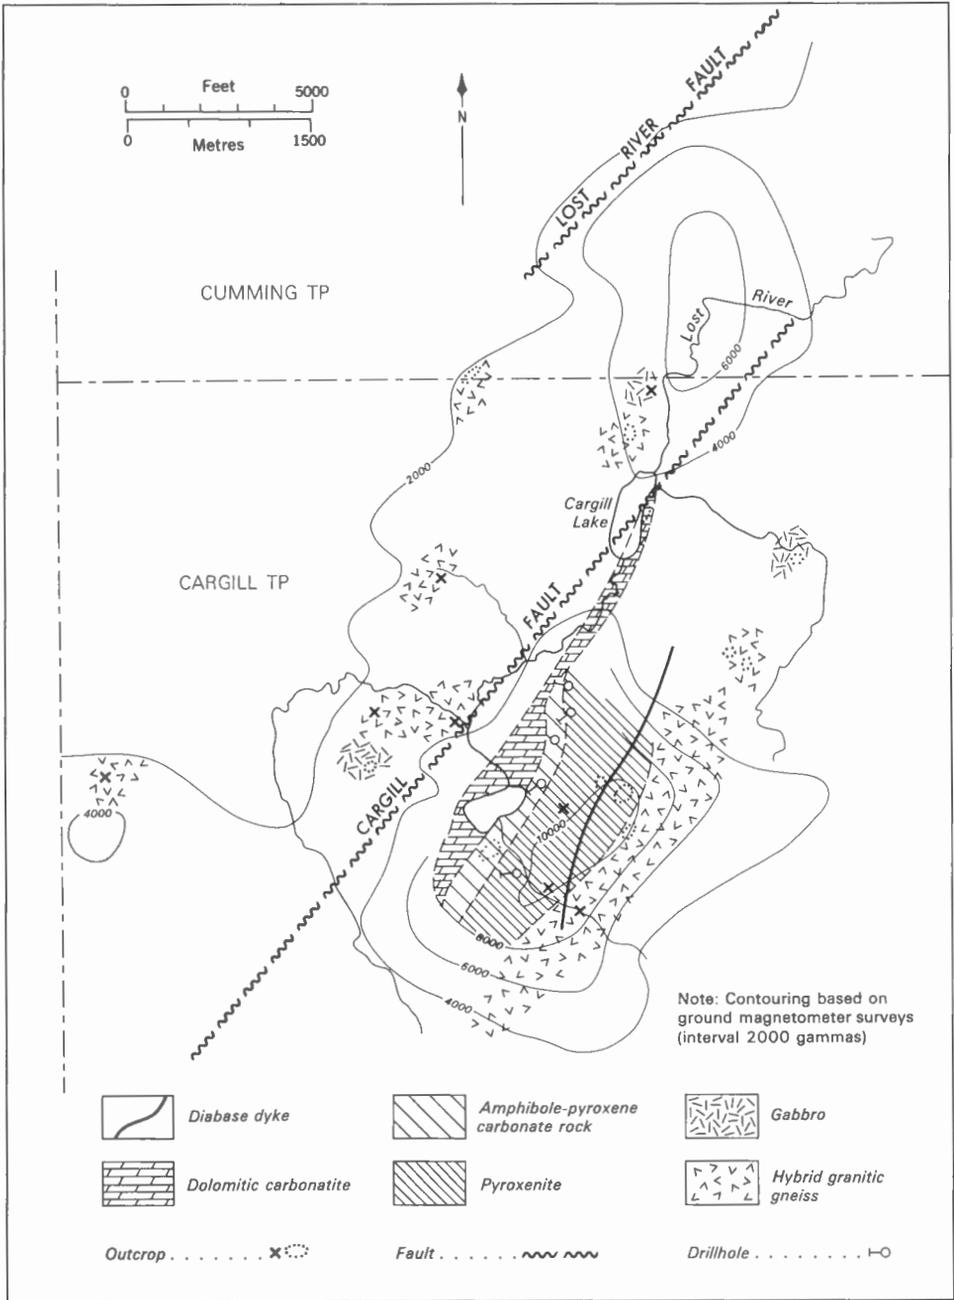 0 Feet 5000
0 Metres 1500
N
LOST RIVER FAULT
CUMMING TP
Lost River
6000
4000
2000
Cargill
Lake
CARGILL TP
FAULT
CARGILL
4000
10000
8000
6000
4000
Note: Contouring based on
ground magnetometer surveys
(interval 2000 gammas)
Diabase dyke
Amphibole-pyroxene
carbonate rock
Gabbro
Dolomitic carbonatite
Pyroxenite
Hybrid granitic
gneiss
Outcrop . . . . . . . x
Fault . . . . . .
Drillhole . . . . . . . .